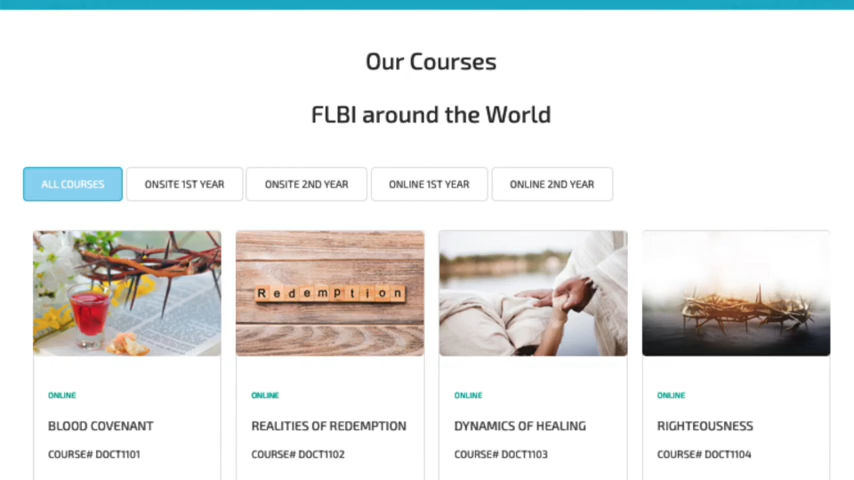 Our Courses
FLBI around the World
ALL COURSES
ONSITE 1ST YEAR
ONSITE 2ND YEAR
ONLINE 1ST YEAR
ONLINE 2ND YEAR
Redemption
ONLINE
BLOOD COVENANT
COURSE# DOCT1101
ONLINE
REALITIES OF REDEMPTION
COURSE# DOCT1102
ONLINE
DYNAMICS OF HEALING
COURSE# DOCT1103
ONLINE
RIGHTEOUSNESS
COURSE# DOCT1104